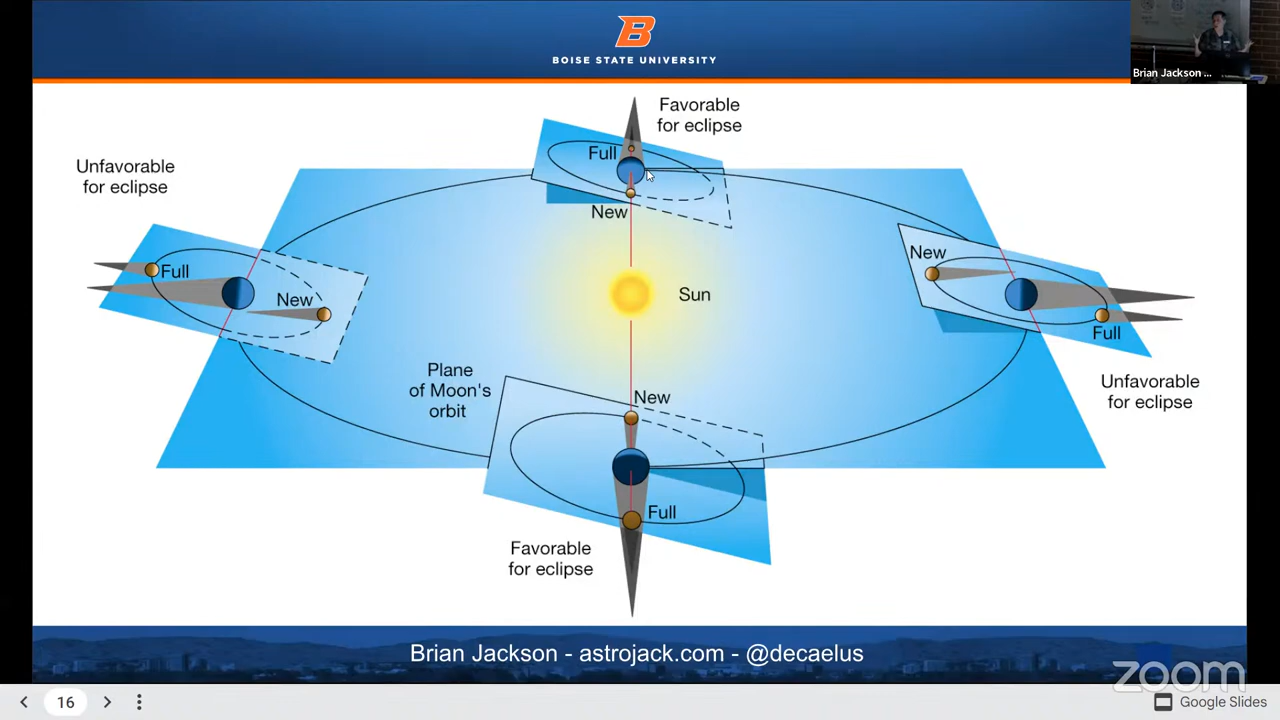 B
BOISE STATE UNIVERSITY
Brian Jackson ...
Favorable
for eclipse
Unfavorable
for eclipse
Full
New
Full
New
Sun
New
Full
Unfavorable
for eclipse
Plane
of Moon's
orbit
New
Full
Favorable
for eclipse
Brian Jackson - astrojack.com - @decaelus
zoom
16
Google Slides